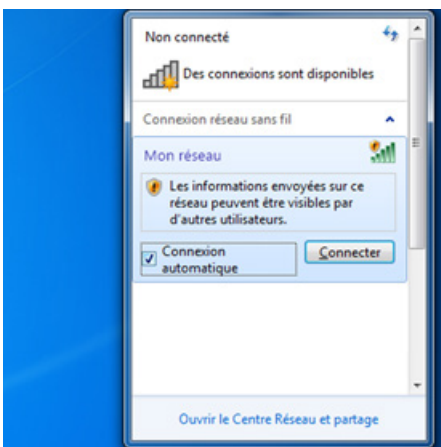 Non connecté
Des connexions sont disponibles
Connexion réseau sans fil
Mon réseau
Les informations envoyées sur ce
réseau peuvent être visibles par
d'autres utilisateurs.
Connexion
automatique
Connecter
Ouvrir le Centre Réseau et partage